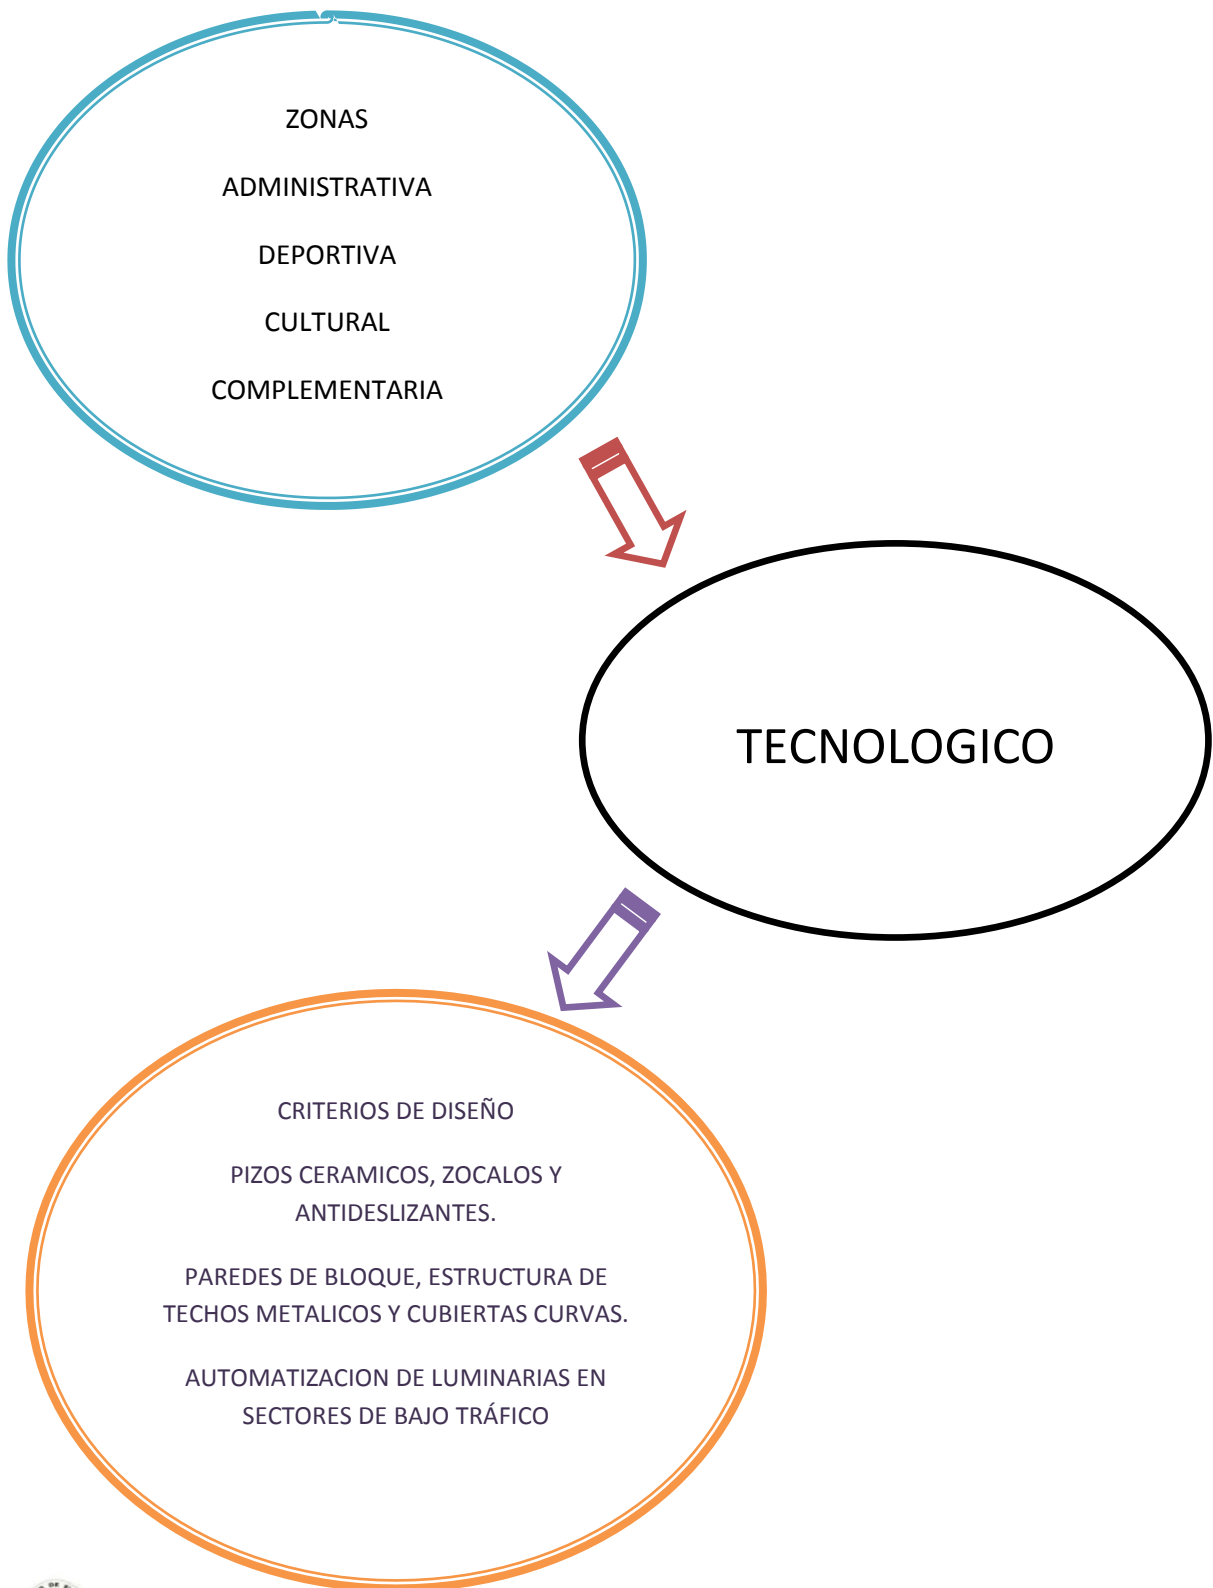 ZONAS
ADMINISTRATIVA
DEPORTIVA
CULTURAL
COMPLEMENTARIA
TECNOLOGICO
CRITERIOS DE DISEÑO
PIZOS CERAMICOS, ZOCALOS Y
ANTIDESLIZANTES.
PAREDES DE BLOQUE, ESTRUCTURA DE
TECHOS METALICOS Y CUBIERTAS CURVAS.
AUTOMATIZACION DE LUMINARIAS EN
SECTORES DE BAJO TRÁFICO